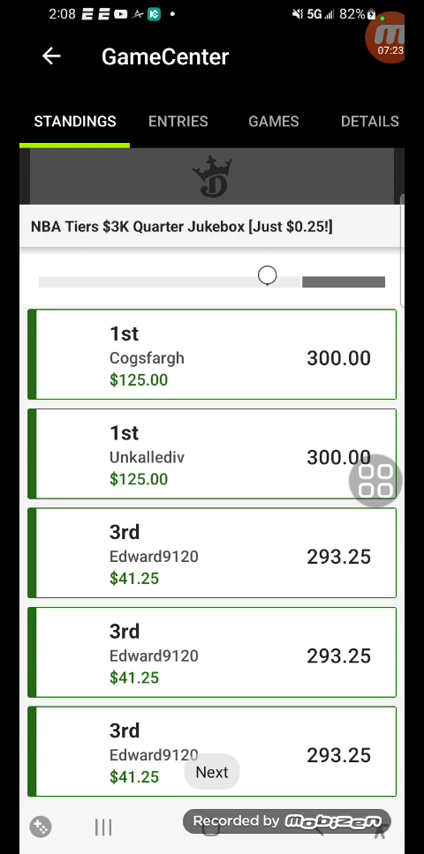 2:08
5G
82%
07:23
GameCenter
STANDINGS ENTRIES GAMES DETAILS
NBA Tiers $3K Quarter Jukebox [Just $0.25!]
1st
Cogsfargh
$125.00
300.00
1st
Unkallediv
$125.00
300.00
3rd
Edward9120
$41.25
293.25
3rd
Edward9120
$41.25
293.25
3rd
Edward9120
$41.25
293.25
Next
Recorded by mobizen